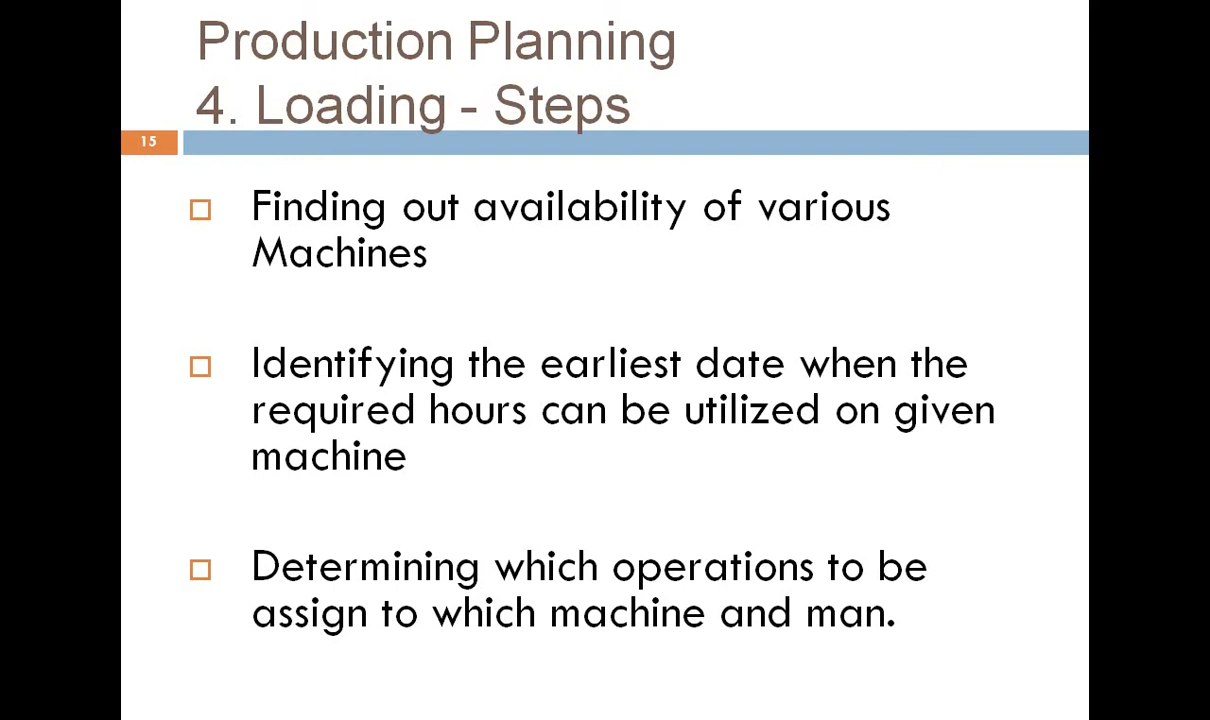 Production Planning
4. Loading - Steps
15
Finding out availability of various
Machines
Identifying the earliest date when the
required hours can be utilized on given
machine
Determining which operations to be
assign to which machine and man.